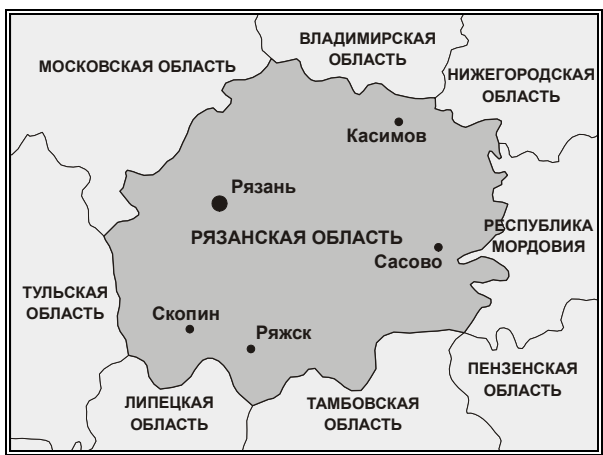 ВЛАДИМИРСКАЯ
ОБЛАСТЬ
МОСКОВСКАЯ ОБЛАСТЬ
НИЖЕГОРОДСКАЯ
ОБЛАСТЬ
Касимов
Рязань
РЯЗАНСКАЯ ОБЛАСТЬ
РЕСПУБЛИКА
МОРДОВИЯ
Сасово
ТУЛЬСКАЯ
ОБЛАСТЬ
Скопин
Ряжск
ПЕНЗЕНСКАЯ
ОБЛАСТЬ
ЛИПЕЦКАЯ
ОБЛАСТЬ
ТАМБОВСКАЯ
ОБЛАСТЬ